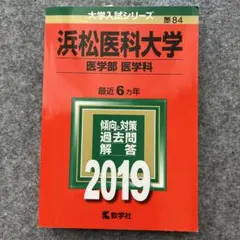 大学入試シリーズ
84
浜松医科大学
医学部 医学科
最近6カ年
傾向と対策
過去問
解答
2019
教学社